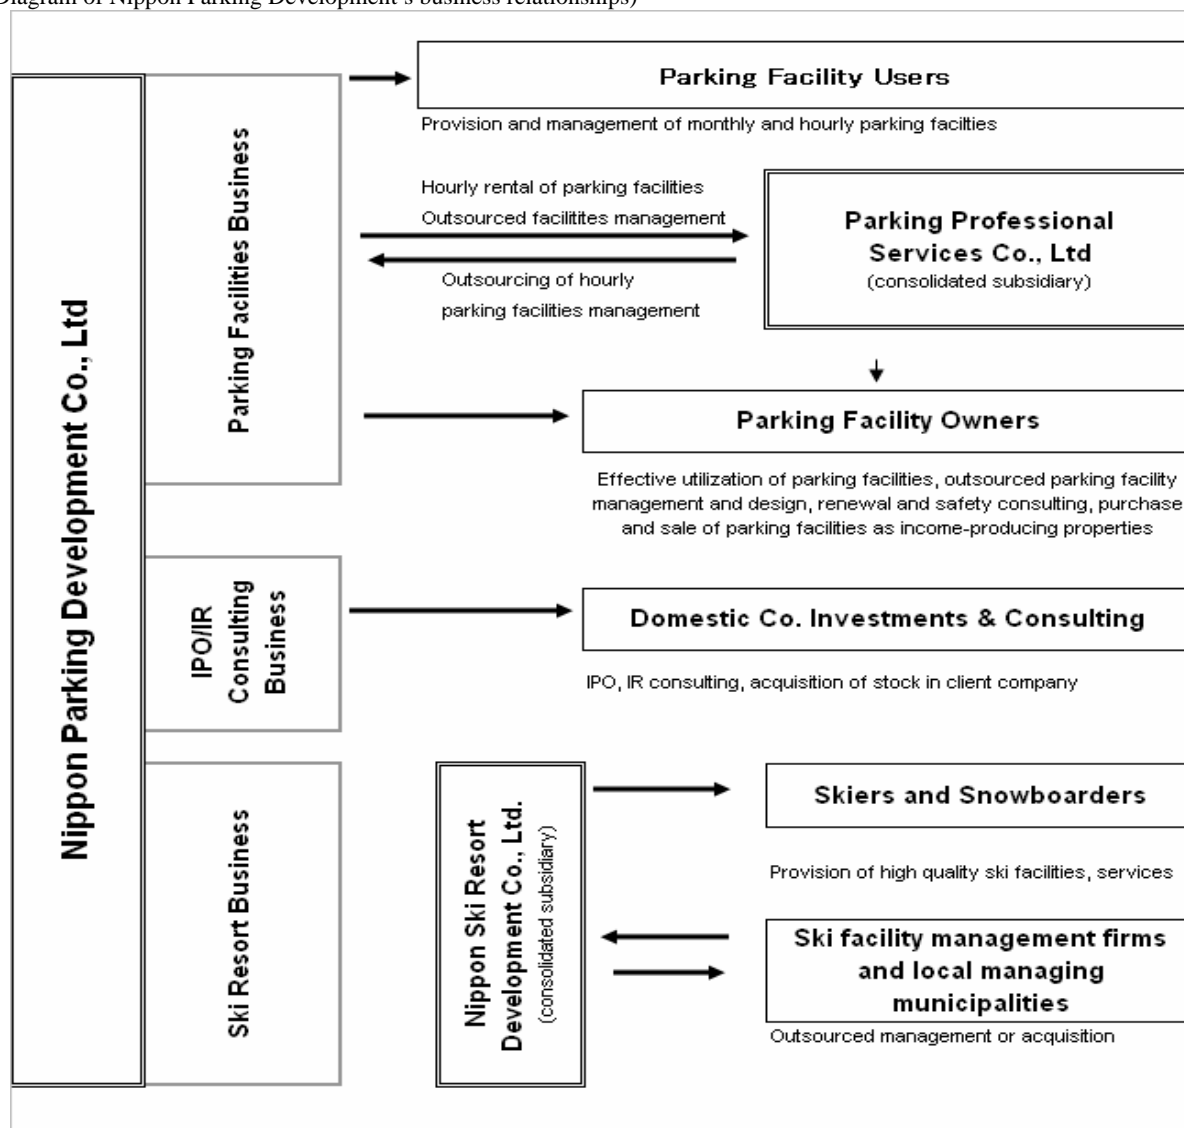 Diagram of Nippon Parking Development's business relationships)
Nippon Parking Development Co., Ltd
Parking Facilities Business
Parking Facility Users
Provision and management of monthly and hourly parking facilties
Hourly rental of parking facilities
Outsourced facilitites management
Outsourcing of hourly
parking facilities management
Parking Professional
Services Co., Ltd
(consolidated subsidiary)
Parking Facility Owners
Effective utilization of parking facilities, outsourced parking facility
management and design, renewal and safety consulting, purchase
and sale of parking facilities as income-producing properties
IPO/IR
Consulting
Business
Domestic Co. Investments & Consulting
IPO, IR consulting, acquisition of stock in client company
Ski Resort Business
Nippon Ski Resort
Development Co., Ltd.
(consolidated subsidiary)
Skiers and Snowboarders
Provision of high quality ski facilities, services
Ski facility management firms
and local managing
municipalities
Outsourced management or acquisition